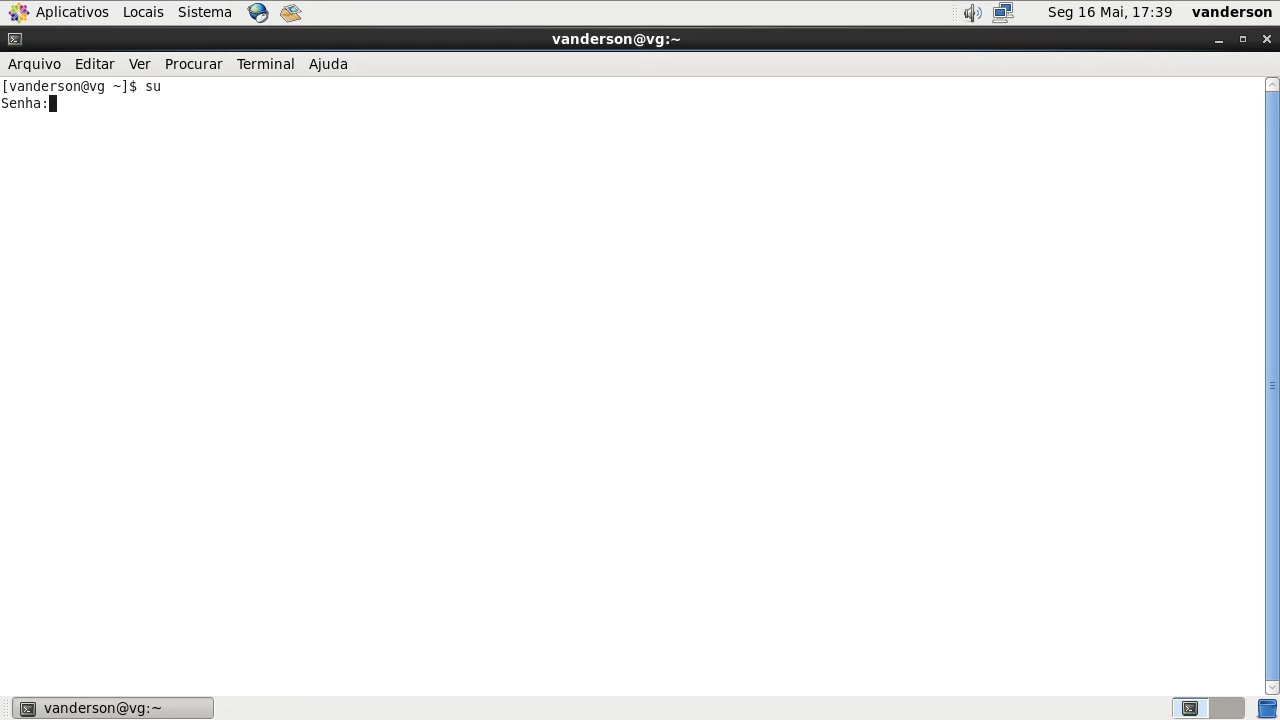 Aplicativos Locais Sistema Seg 16 Mai, 17:39 vanderson
vanderson@vg:~
Arquivo Editar Ver Procurar Terminal Ajuda
[vanderson@vg ~]$ su
Senha:
vanderson@vg:~